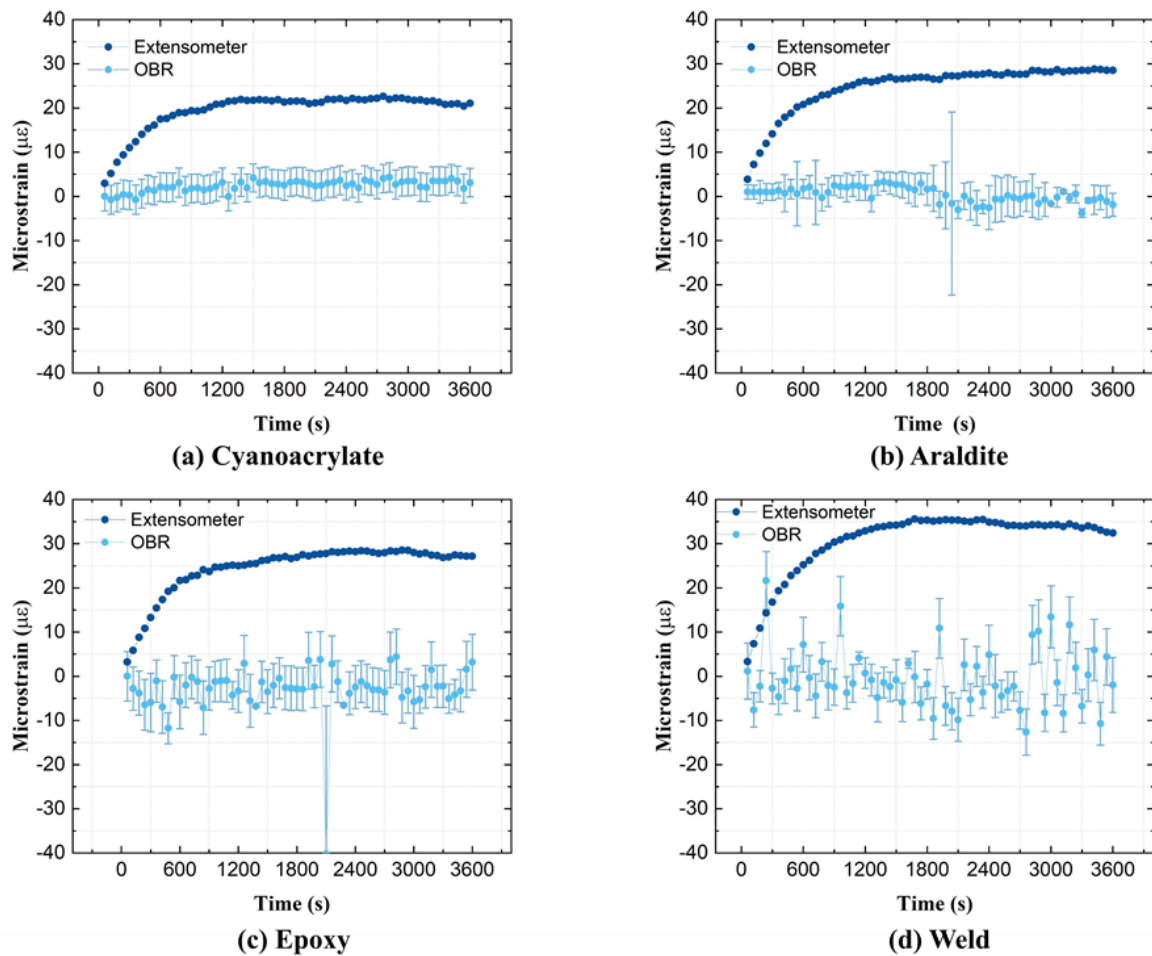 40
30
20
10
0
-10
-20
-30
-40
Microstrain (με)
Extensometer
OBR
0 600 1200 1800 2400 3000 3600
Time (s)
(a) Cyanoacrylate
40
30
20
10
0
-10
-20
-30
-40
Microstrain (με)
Extensometer
OBR
0 600 1200 1800 2400 3000 3600
Time (s)
(b) Araldite
40
30
20
10
0
-10
-20
-30
-40
Microstrain (με)
Extensometer
OBR
0 600 1200 1800 2400 3000 3600
Time (s)
(c) Epoxy
40
30
20
10
0
-10
-20
-30
-40
Microstrain (με)
Extensometer
OBR
0 600 1200 1800 2400 3000 3600
Time (s)
(d) Weld